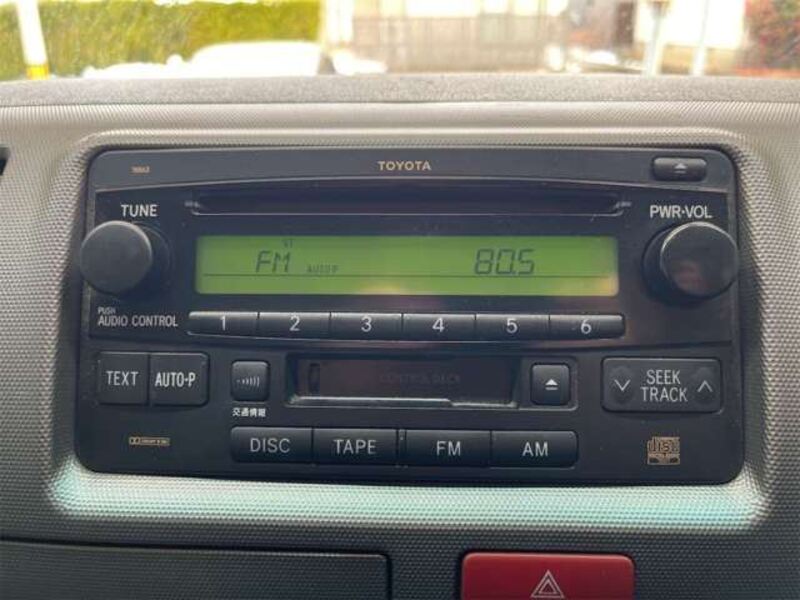 TOYOTA
TUNE
PWR·VOL
ST
FM AUTO-P 80.5
PUSH
AUDIO CONTROL
1 2 3 4 5 6
TEXT AUTO-P
交通情報
SEEK
TRACK
DISC TAPE FM AM
disc